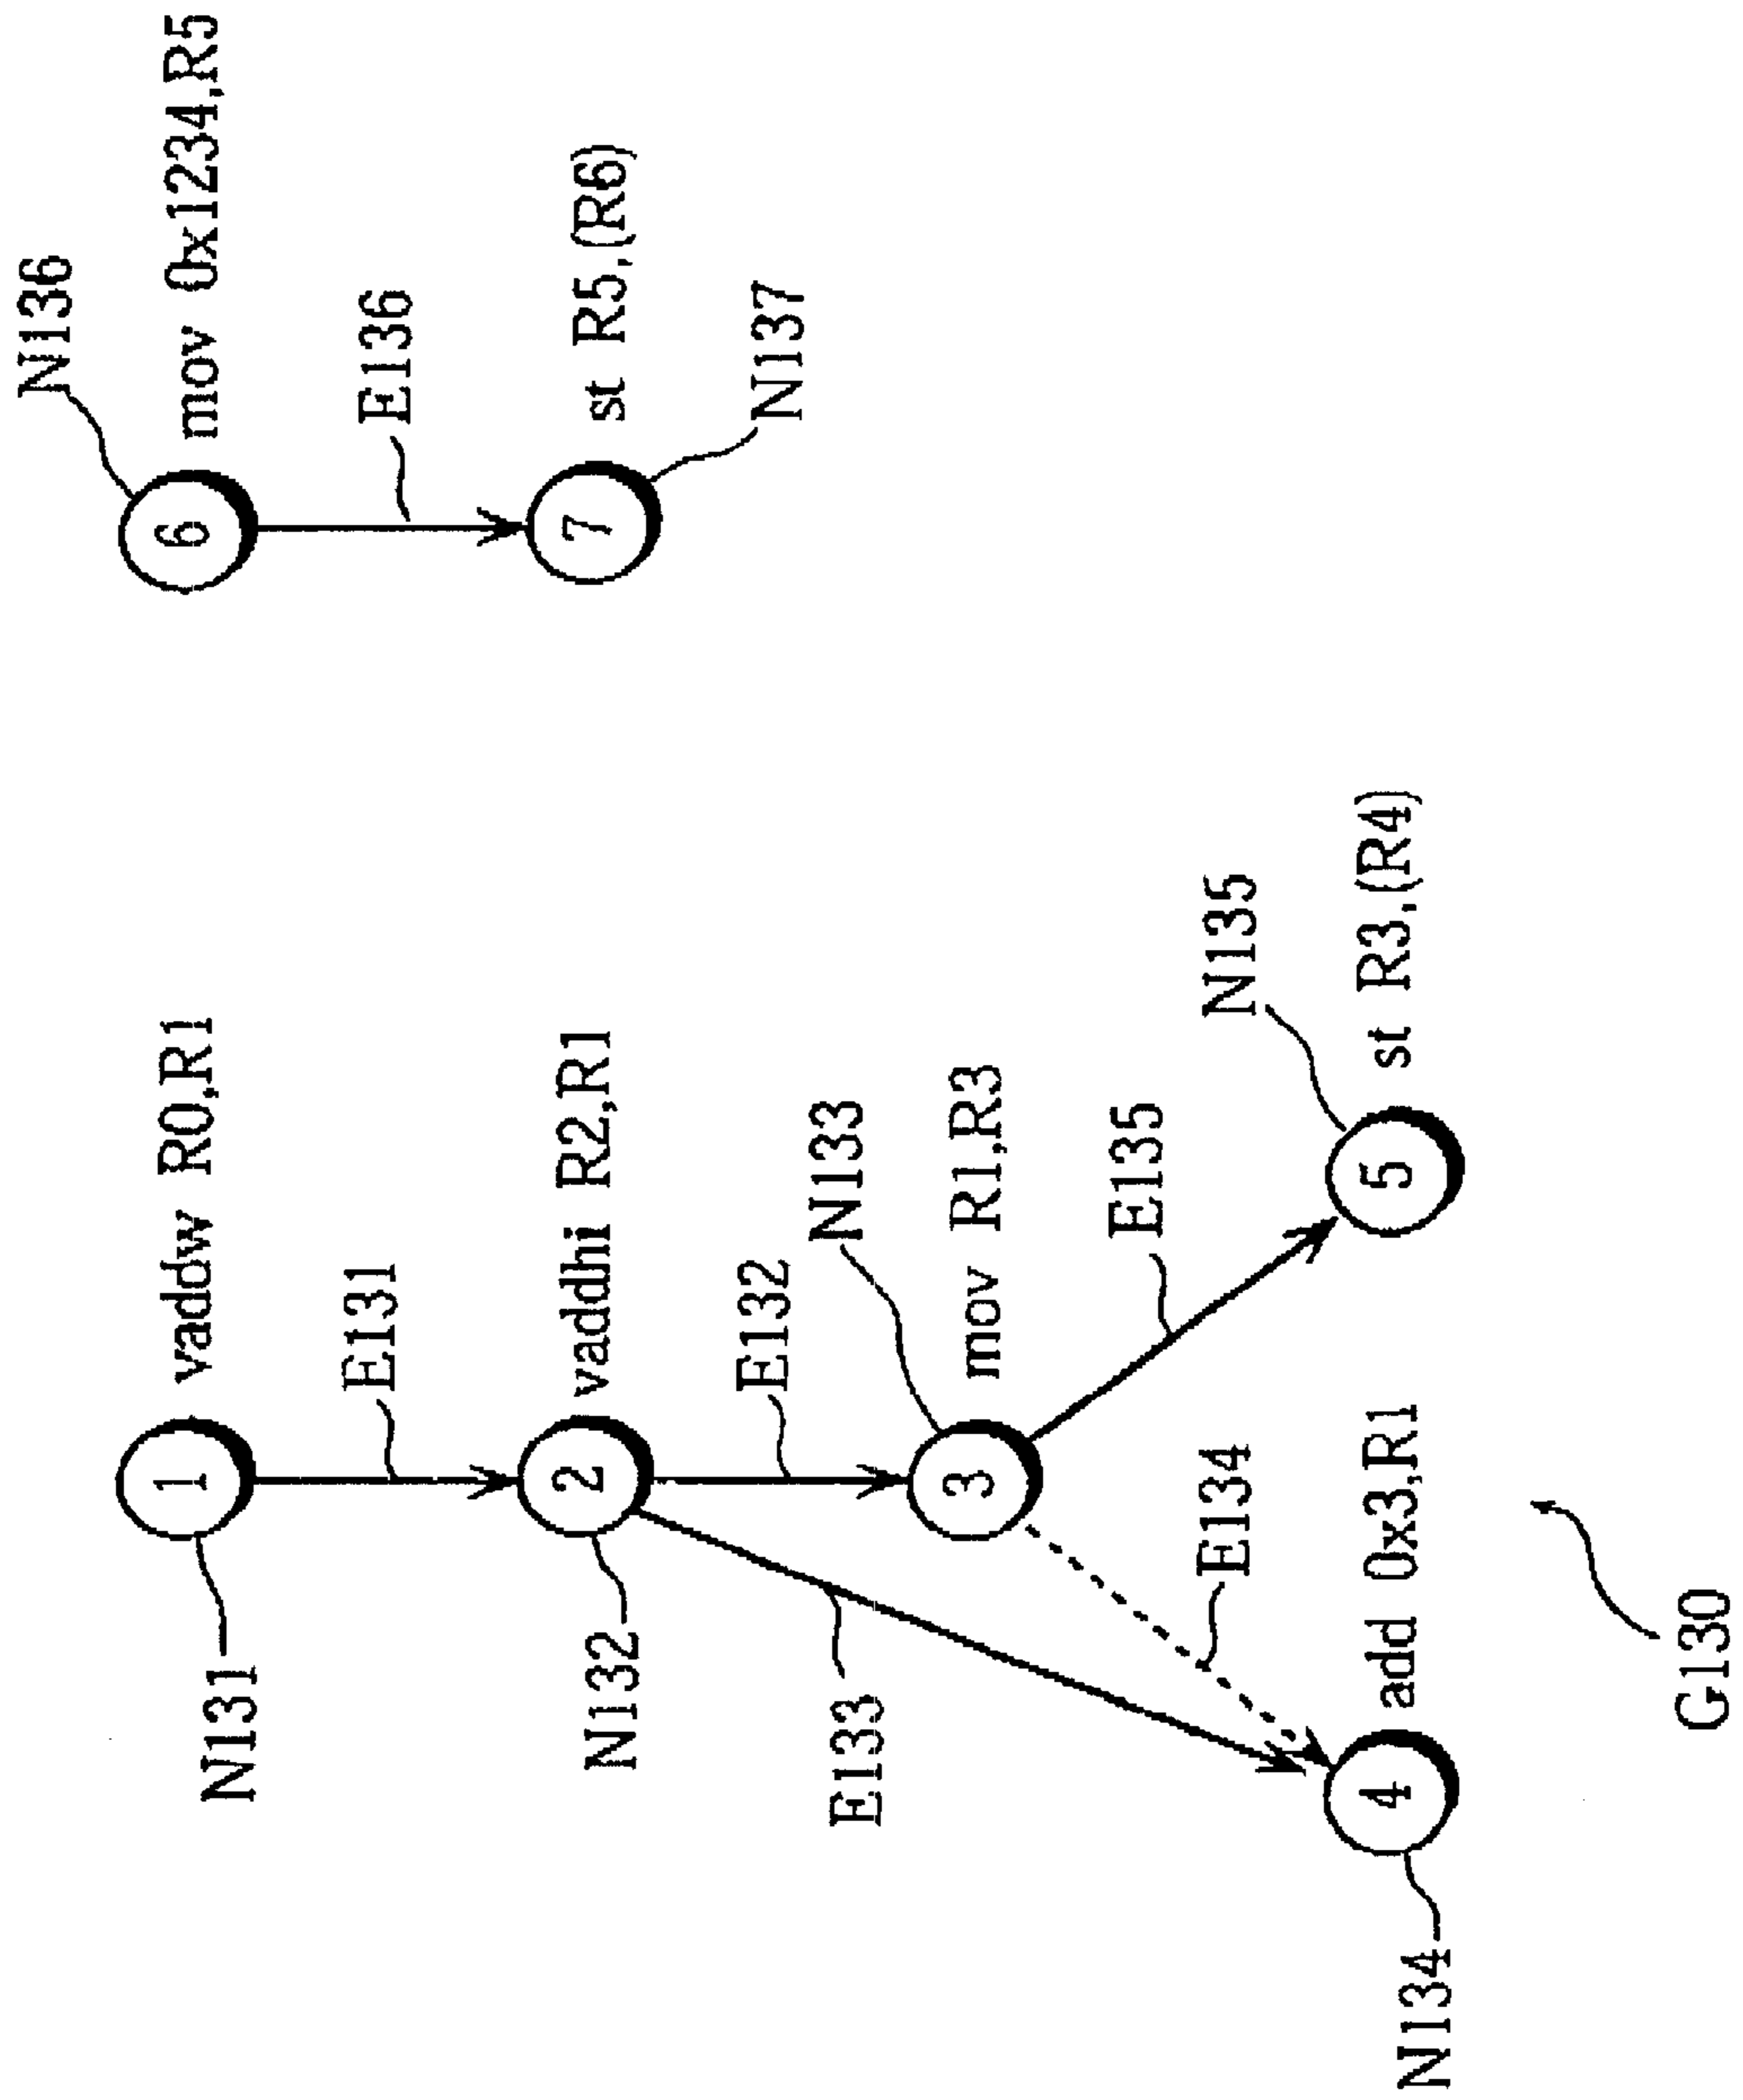 N131
1 vaddw R0,R1
E131
N132
2 vaddhi R2,R1
E132
E133
N133
3 mov R1,R3
E134
E135
N134
4 add 0x3,R1
N135
5 st R3,(R4)
G130
N136
6 mov 0x1234,R5
E136
7 st R5,(R6)
N137